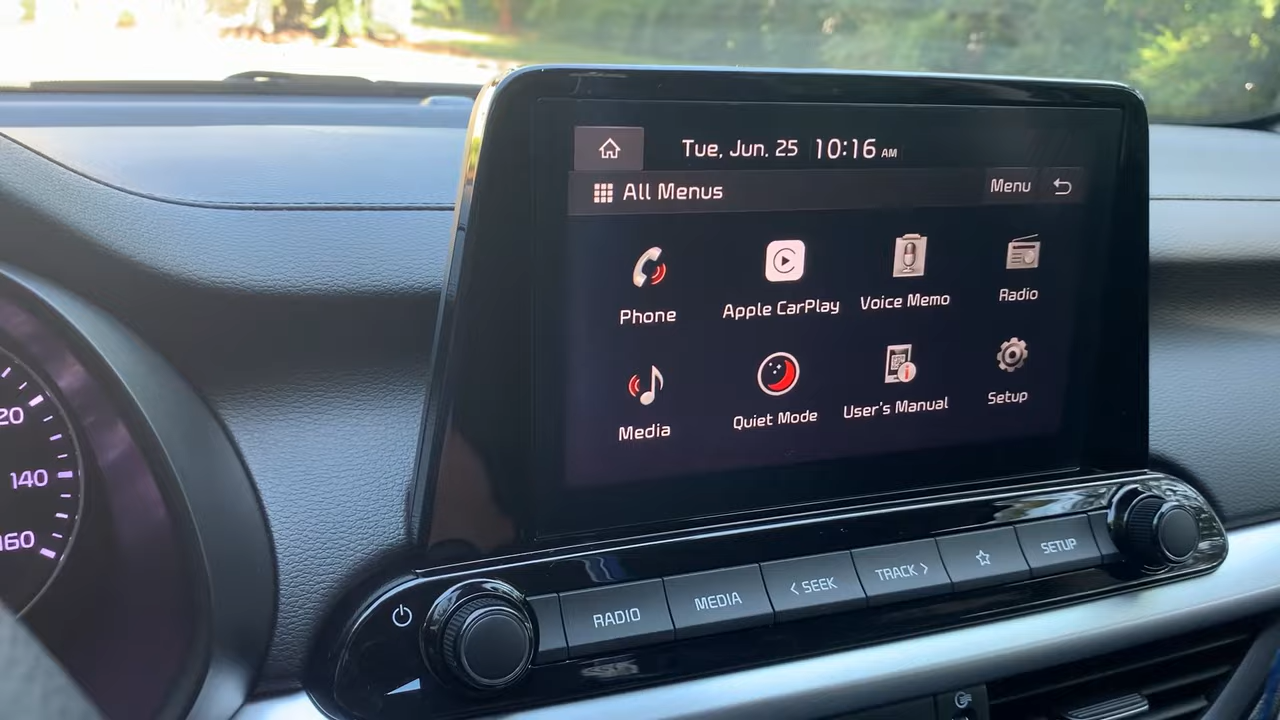 Tue, Jun. 25 10:16 AM
All Menus
Menu
Phone
Apple CarPlay
Voice Memo
Radio
Media
Quiet Mode
User's Manual
Setup
20
140
160
RADIO
MEDIA
< SEEK
TRACK >
SETUP